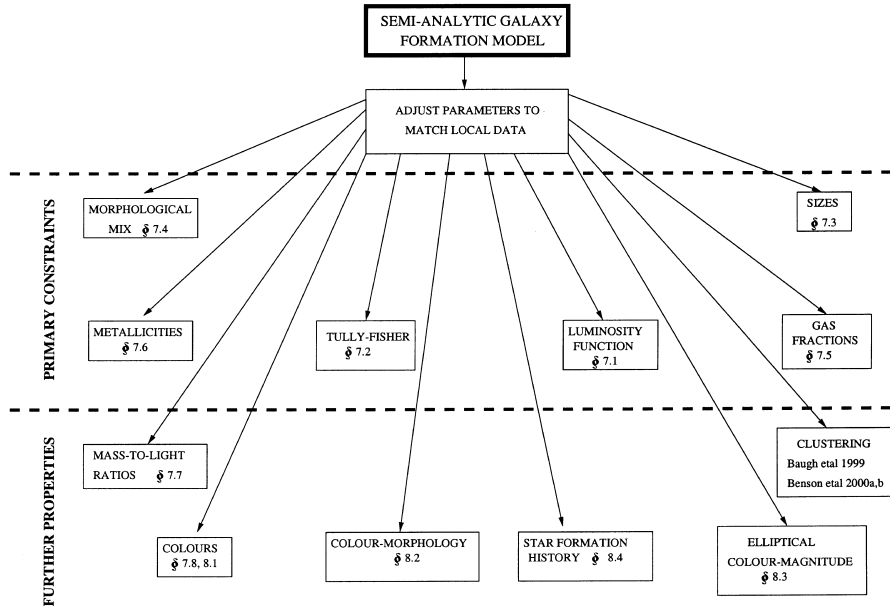 SEMI-ANALYTIC GALAXY
FORMATION MODEL
ADJUST PARAMETERS TO
MATCH LOCAL DATA
PRIMARY CONSTRAINTS
MORPHOLOGICAL
MIX § 7.4
SIZES
§ 7.3
METALLICITIES
§ 7.6
TULLY-FISHER
§ 7.2
LUMINOSITY
FUNCTION
§ 7.1
GAS
FRACTIONS
§ 7.5
FURTHER PROPERTIES
MASS-TO-LIGHT
RATIOS § 7.7
CLUSTERING
Baugh etal 1999
Benson etal 2000a,b
COLOURS
§ 7.8, 8.1
COLOUR-MORPHOLOGY
§ 8.2
STAR FORMATION
HISTORY § 8.4
ELLIPTICAL
COLOUR-MAGNITUDE
§ 8.3